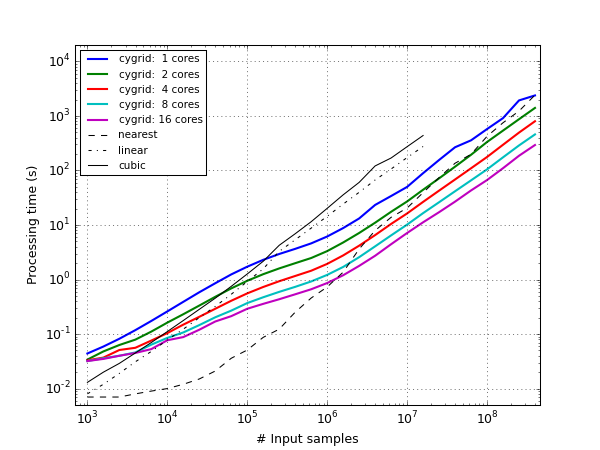 cygrid:  1 cores
cygrid:  2 cores
cygrid:  4 cores
cygrid:  8 cores
cygrid: 16 cores
nearest
linear
cubic
Processing time (s)
10^4
10^3
10^2
10^1
10^0
10^-1
10^-2
10^3 10^4 10^5 10^6 10^7 10^8
# Input samples